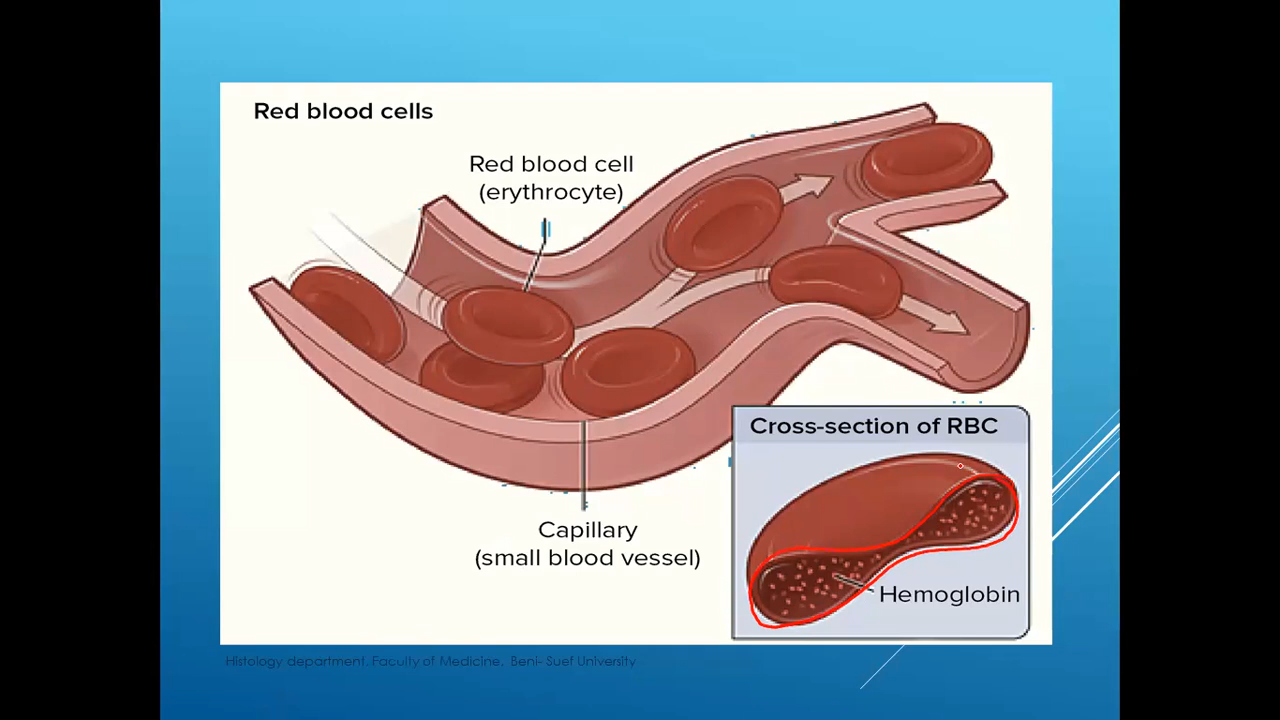 Red blood cells
Red blood cell
(erythrocyte)
Cross-section of RBC
Capillary
(small blood vessel)
Hemoglobin
Histology department. Faculty of Medicine. Beni- Suef University